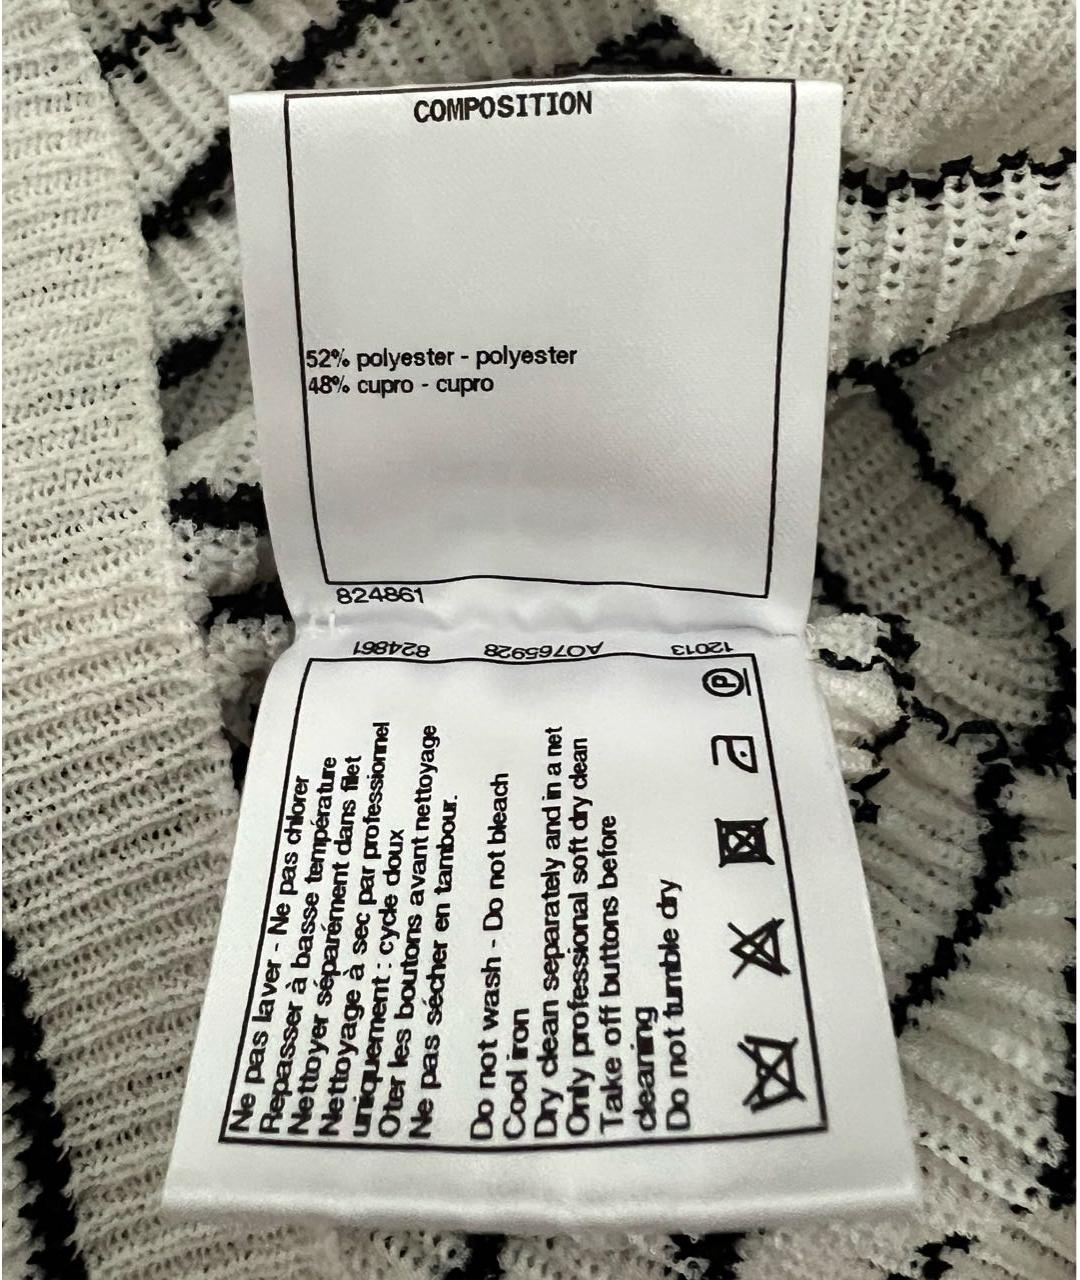 COMPOSITION
52% polyester - polyester
48% cupro - cupro
824861
824861 AO765928 12013
Ne pas laver - Ne pas chlorer
Repasser à basse température
Nettoyer séparément dans filet
Nettoyage à sec par professionnel
uniquement : cycle doux
Oter les boutons avant nettoyage
Ne pas sécher en tambour.
Do not wash - Do not bleach
Cool iron
Dry clean separately and in a net
Only professional soft dry clean
Take off buttons before
cleaning
Do not tumble dry
P